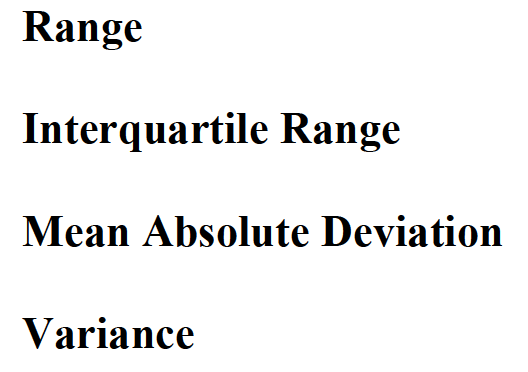 Range
Interquartile Range
Mean Absolute Deviation
Variance